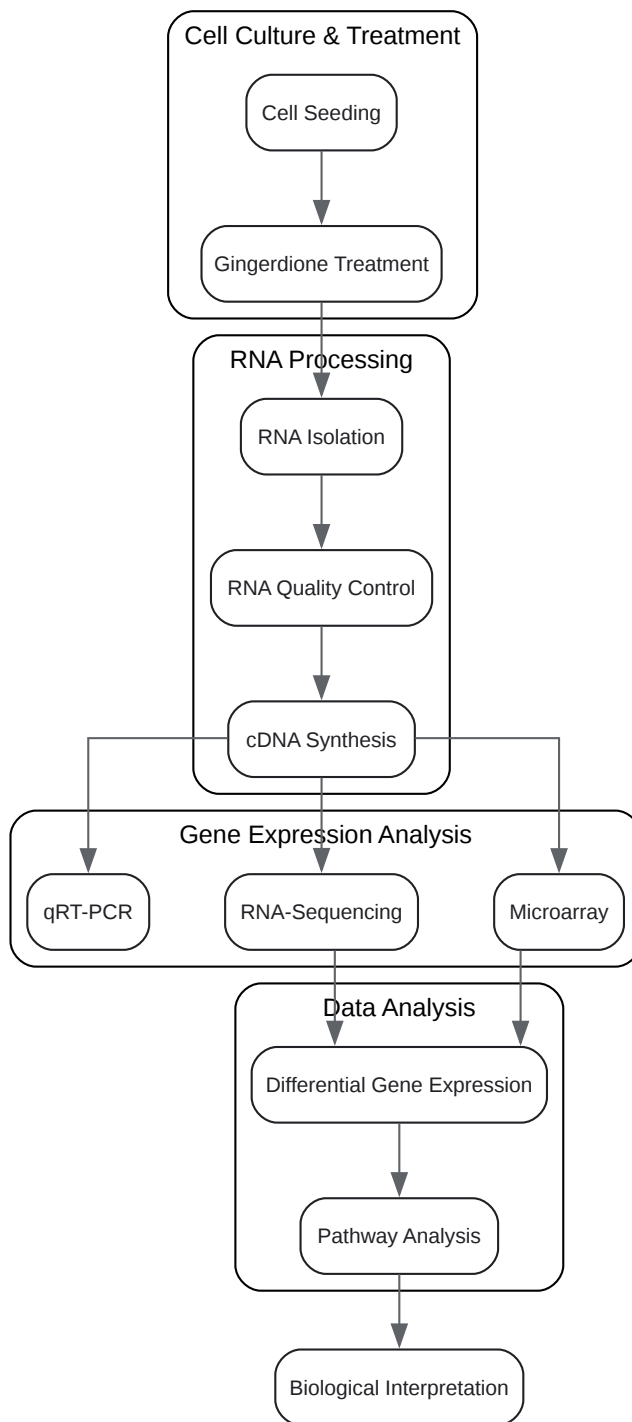 Cell Culture & Treatment
Cell Seeding
Gingerdione Treatment
RNA Processing
RNA Isolation
RNA Quality Control
cDNA Synthesis
Gene Expression Analysis
qRT-PCR
RNA-Sequencing
Microarray
Data Analysis
Differential Gene Expression
Pathway Analysis
Biological Interpretation